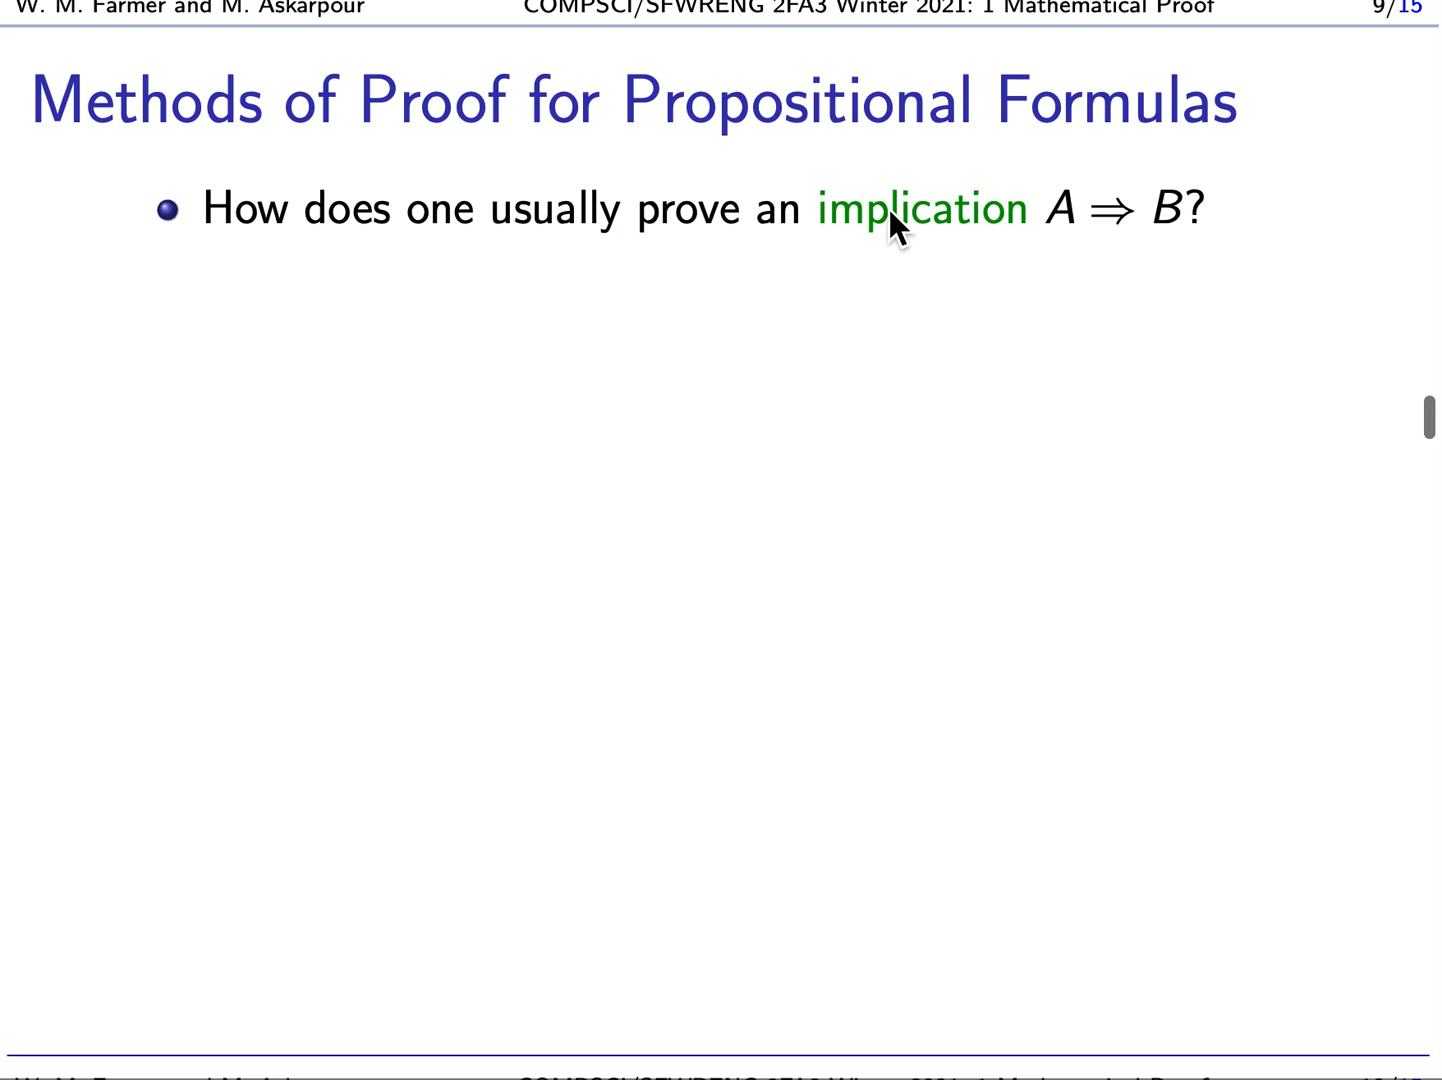 W. M. Farmer and M. Askarpour COMPSCI/SFWRENG 2FA3 Winter 2021: 1 Mathematical Proof 9/15
Methods of Proof for Propositional Formulas
How does one usually prove an implication A ⇒ B?